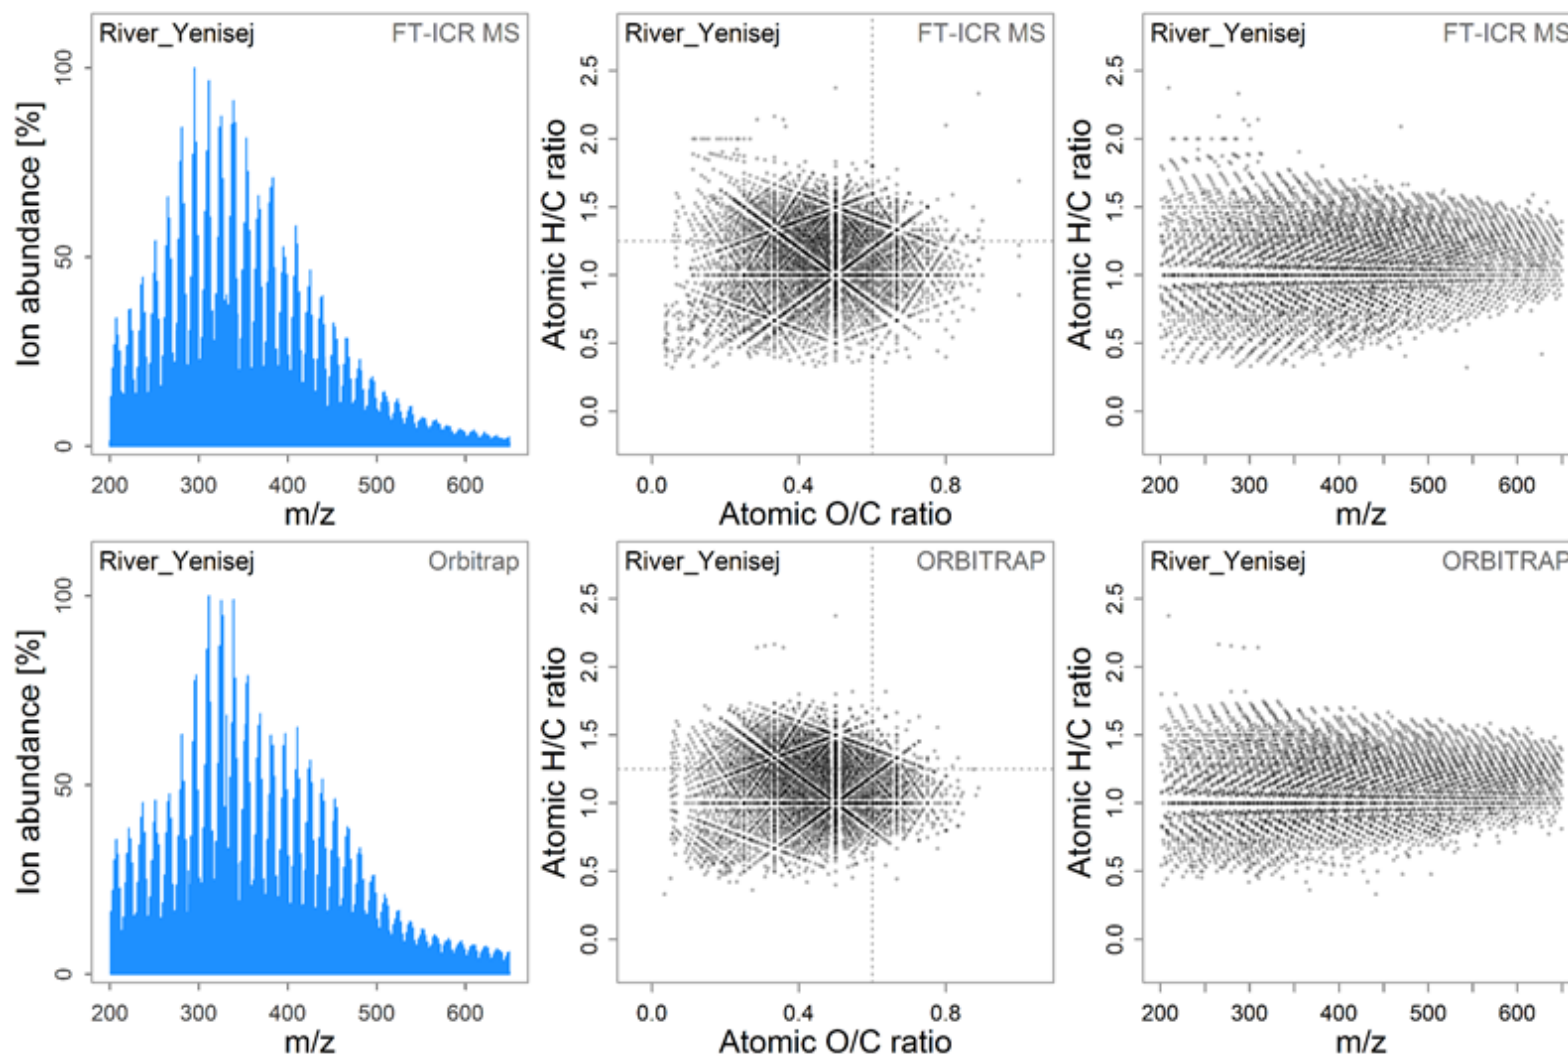 River_Yenisej FT-ICR MS
Ion abundance [%]
0 50 100
200 300 400 500 600
m/z
River_Yenisej FT-ICR MS
Atomic H/C ratio
0.0 0.5 1.0 1.5 2.0 2.5
0.0 0.4 0.8
Atomic O/C ratio
River_Yenisej FT-ICR MS
Atomic H/C ratio
0.0 0.5 1.0 1.5 2.0 2.5
200 300 400 500 600
m/z
River_Yenisej Orbitrap
Ion abundance [%]
0 50 100
200 300 400 500 600
m/z
River_Yenisej ORBITRAP
Atomic H/C ratio
0.0 0.5 1.0 1.5 2.0 2.5
0.0 0.4 0.8
Atomic O/C ratio
River_Yenisej ORBITRAP
Atomic H/C ratio
0.0 0.5 1.0 1.5 2.0 2.5
200 300 400 500 600
m/z